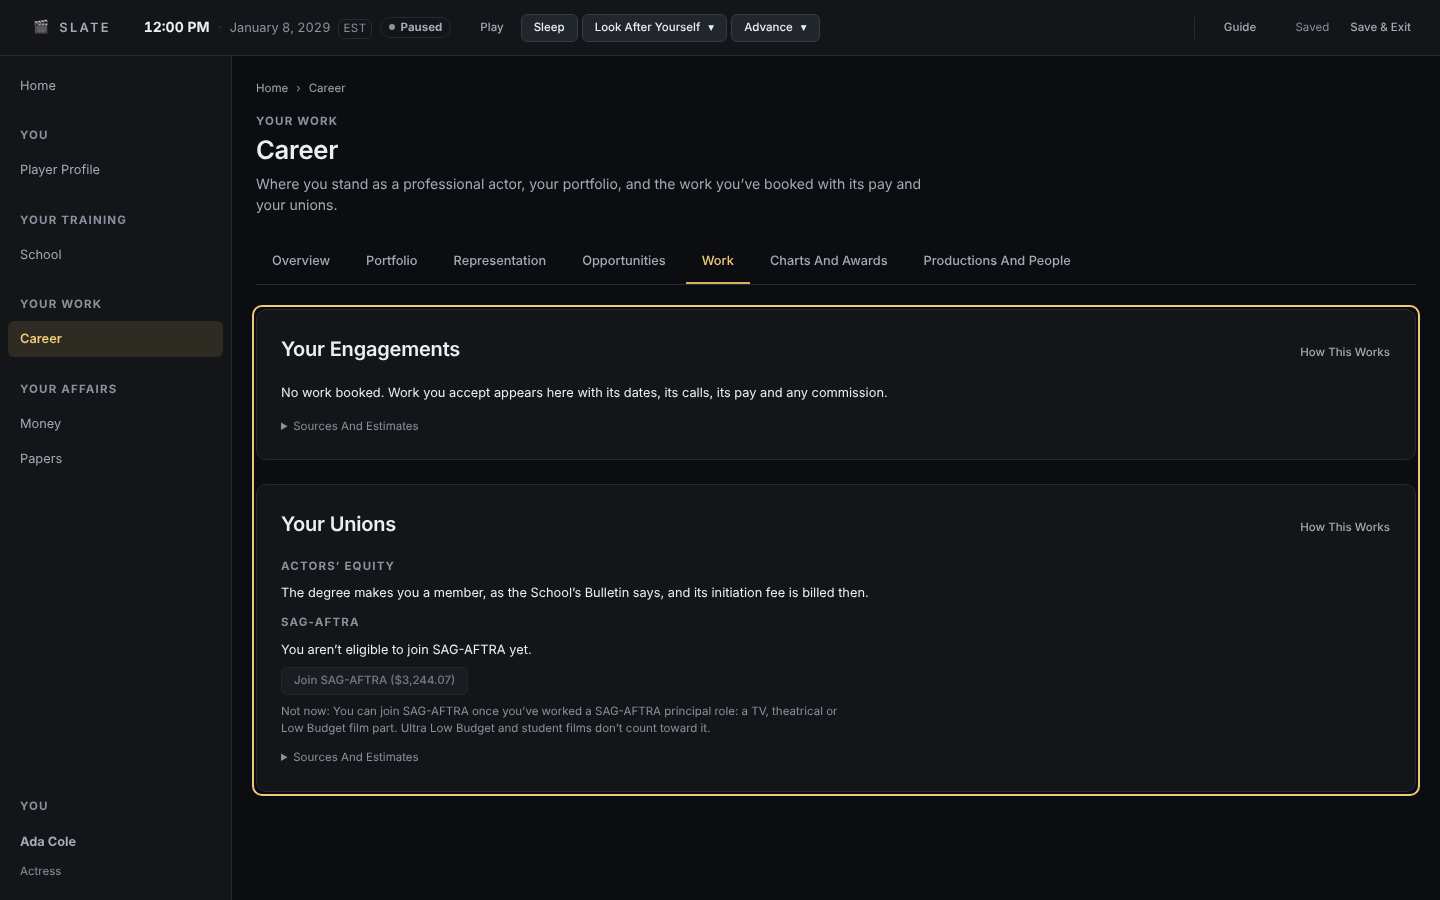 SLATE
12:00 PM · January 8, 2029 EST Paused
Play
Sleep
Look After Yourself ▾
Advance ▾
Guide
Saved
Save & Exit
Home
YOU
Player Profile
YOUR TRAINING
School
YOUR WORK
Career
YOUR AFFAIRS
Money
Papers
YOU
Ada Cole
Actress
Home › Career
YOUR WORK
Career
Where you stand as a professional actor, your portfolio, and the work you’ve booked with its pay and
your unions.
Overview
Portfolio
Representation
Opportunities
Work
Charts And Awards
Productions And People
Your Engagements
How This Works
No work booked. Work you accept appears here with its dates, its calls, its pay and any commission.
Sources And Estimates
Your Unions
How This Works
ACTORS’ EQUITY
The degree makes you a member, as the School’s Bulletin says, and its initiation fee is billed then.
SAG-AFTRA
You aren’t eligible to join SAG-AFTRA yet.
Join SAG-AFTRA ($3,244.07)
Not now: You can join SAG-AFTRA once you’ve worked a SAG-AFTRA principal role: a TV, theatrical or
Low Budget film part. Ultra Low Budget and student films don’t count toward it.
Sources And Estimates